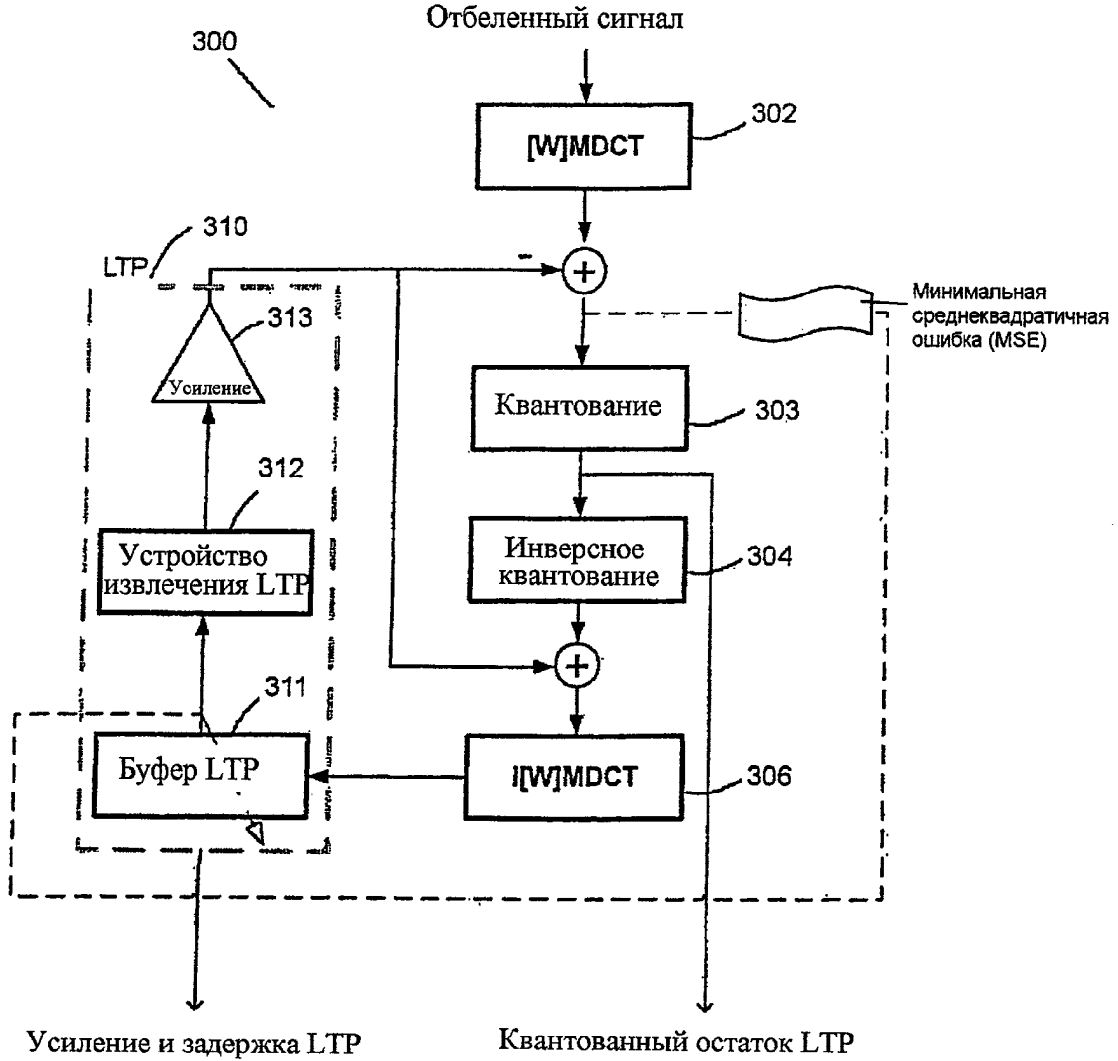 Отбеленный сигнал
300
302
[W]MDCT
310
LTP
-
+
313
Минимальная
среднеквадратичная
ошибка (MSE)
Усиление
Квантование
303
312
Устройство
извлечения LTP
Инверсное
квантование
304
+
311
Буфер LTP
I[W]MDCT
306
Усиление и задержка LTP
Квантованный остаток LTP